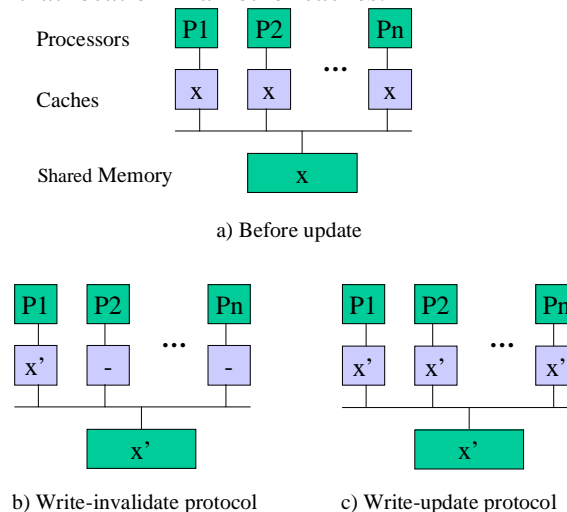 Processors P1 P2 Pn
...
Caches x x x
Shared Memory x
a) Before update
P1 P2 Pn P1 P2 Pn
... ...
x’ - - x’ x’ x’
x’ x’
b) Write-invalidate protocol c) Write-update protocol